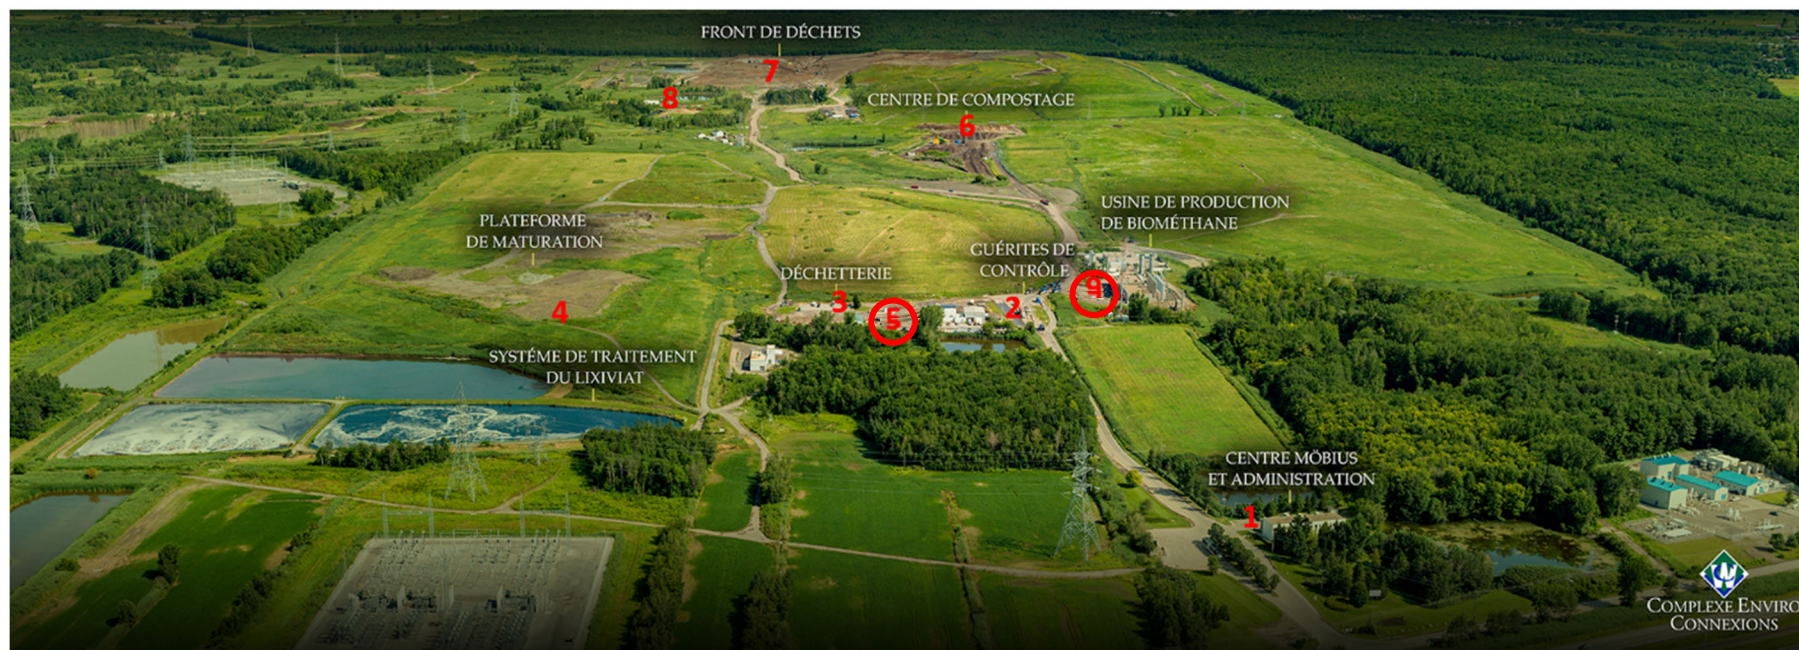 FRONT DE DÉCHETS
7
8
CENTRE DE COMPOSTAGE
6
USINE DE PRODUCTION
DE BIOMÉTHANE
PLATEFORME
DE MATURATION
GUÉRITES DE
CONTRÔLE
DÉCHETTERIE
9
3
5
2
4
SYSTÉME DE TRAITEMENT
DU LIXIVIAT
CENTRE MÖBIUS
ET ADMINISTRATION
1
COMPLEXE ENVIRO
CONNEXIONS